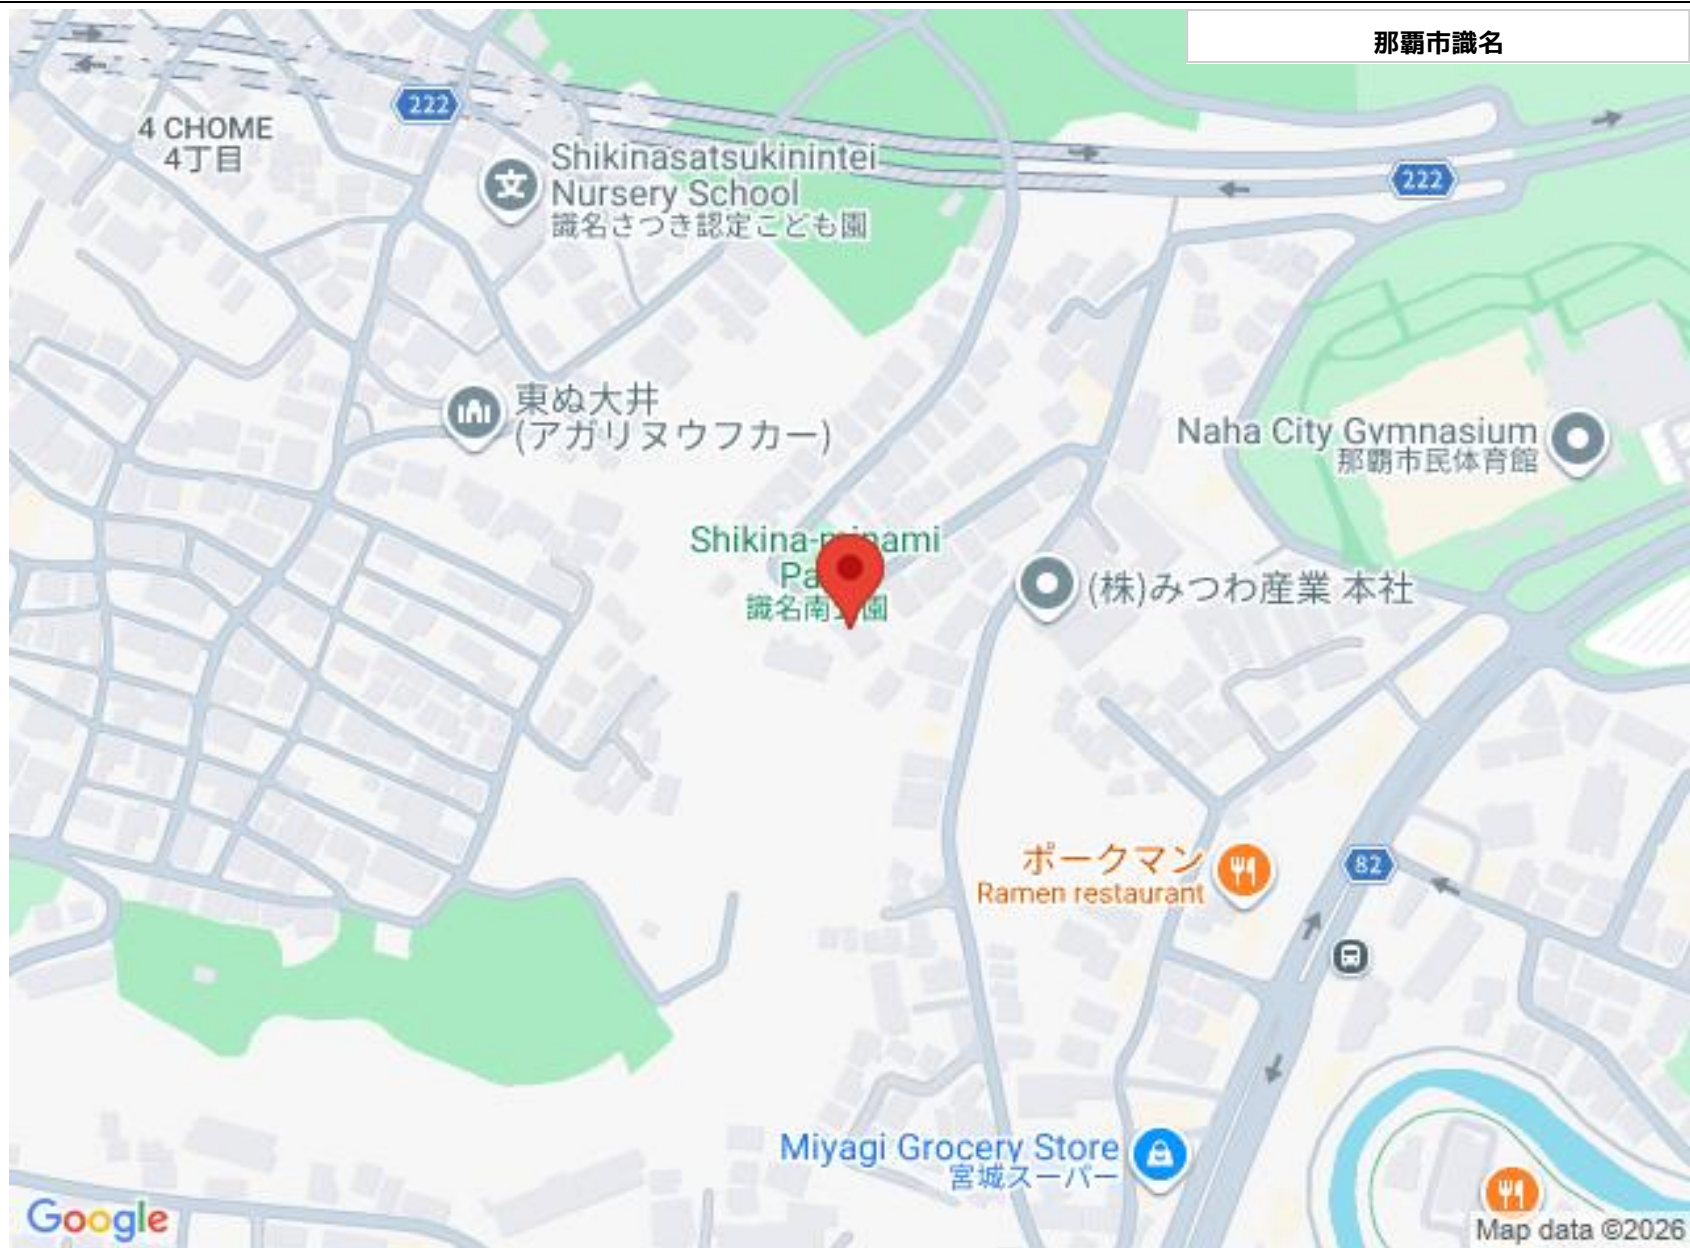 那覇市識名
222
4 CHOME
4丁目
Shikinasatsukinintei
Nursery School
識名さつき認定こども園
222
東ぬ大井
(アガリヌウフカー)
Naha City Gymnasium
那覇市民体育館
Shikina-minami
Pa
識名南公園
(株)みつわ産業 本社
ポークマン
Ramen restaurant
82
Miyagi Grocery Store
宮城スーパー
Google
Map data ©2026